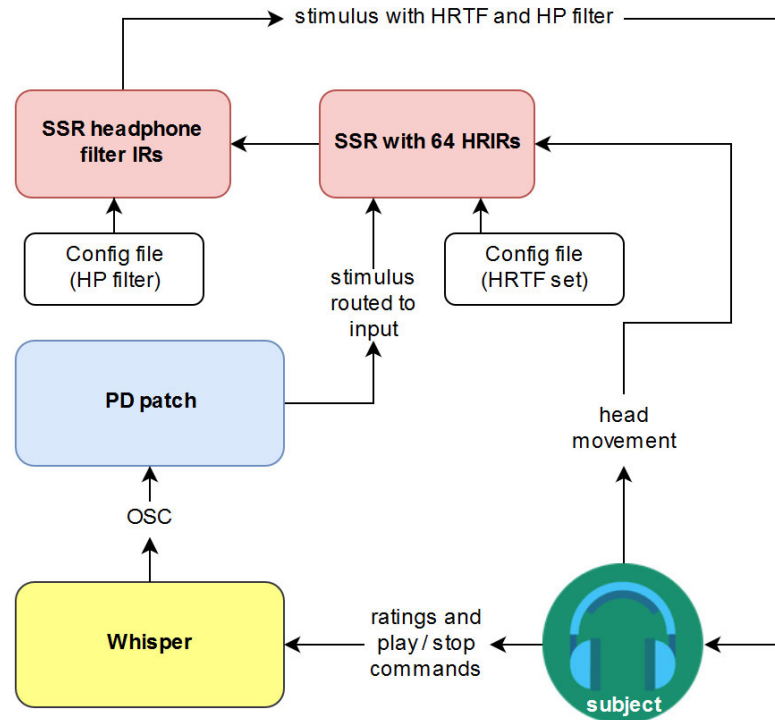 stimulus with HRTF and HP filter
SSR headphone
filter IRs
SSR with 64 HRIRs
Config file
(HP filter)
Config file
(HRTF set)
stimulus
routed to
input
PD patch
head
movement
OSC
Whisper
ratings and
play / stop
commands
subject